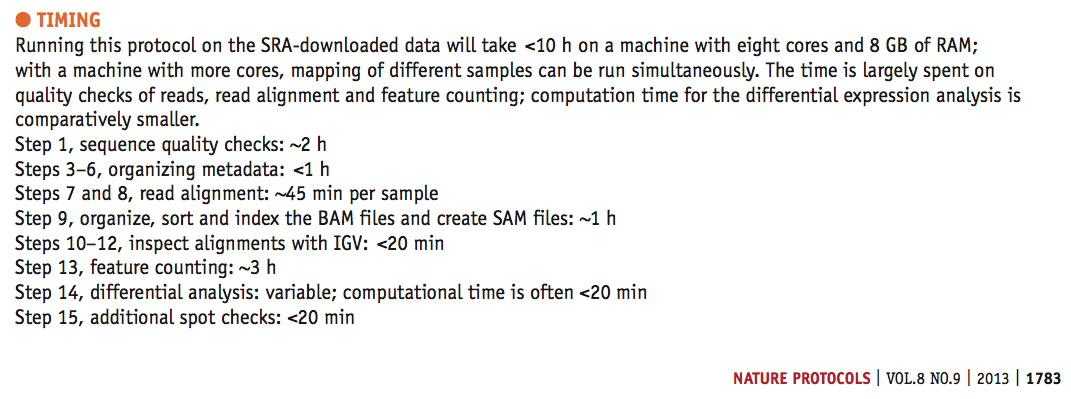 ● TIMING
Running this protocol on the SRA-downloaded data will take <10 h on a machine with eight cores and 8 GB of RAM;
with a machine with more cores, mapping of different samples can be run simultaneously. The time is largely spent on
quality checks of reads, read alignment and feature counting; computation time for the differential expression analysis is
comparatively smaller.
Step 1, sequence quality checks: ~2 h
Steps 3–6, organizing metadata: <1 h
Steps 7 and 8, read alignment: ~45 min per sample
Step 9, organize, sort and index the BAM files and create SAM files: ~1 h
Steps 10–12, inspect alignments with IGV: <20 min
Step 13, feature counting: ~3 h
Step 14, differential analysis: variable; computational time is often <20 min
Step 15, additional spot checks: <20 min
NATURE PROTOCOLS | VOL.8 NO.9 | 2013 | 1783